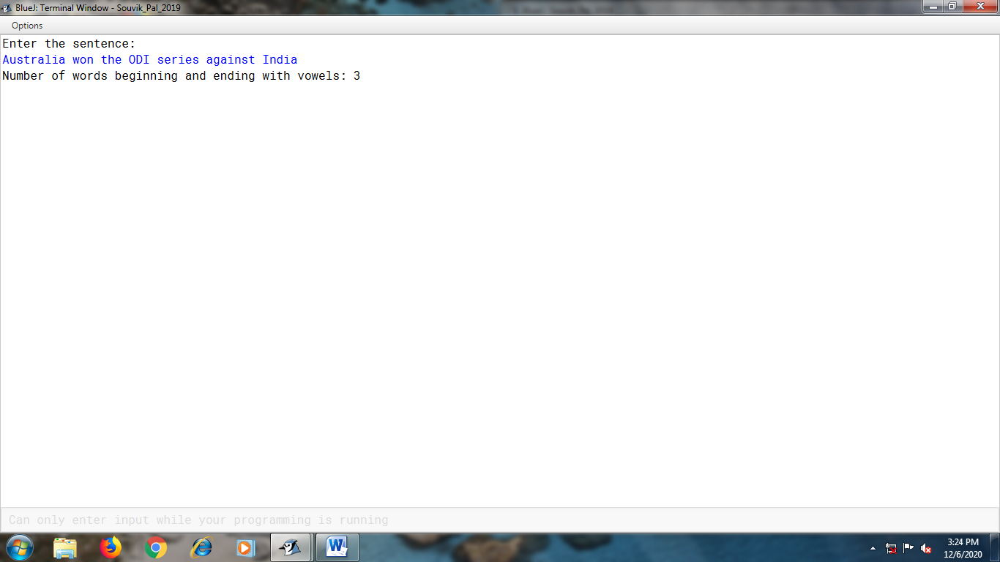 BlueJ: Terminal Window - Souvik_Pal_2019
Options
Enter the sentence:
Australia won the ODI series against India
Number of words beginning and ending with vowels: 3
Can only enter input while your programming is running
3:24 PM
12/6/2020